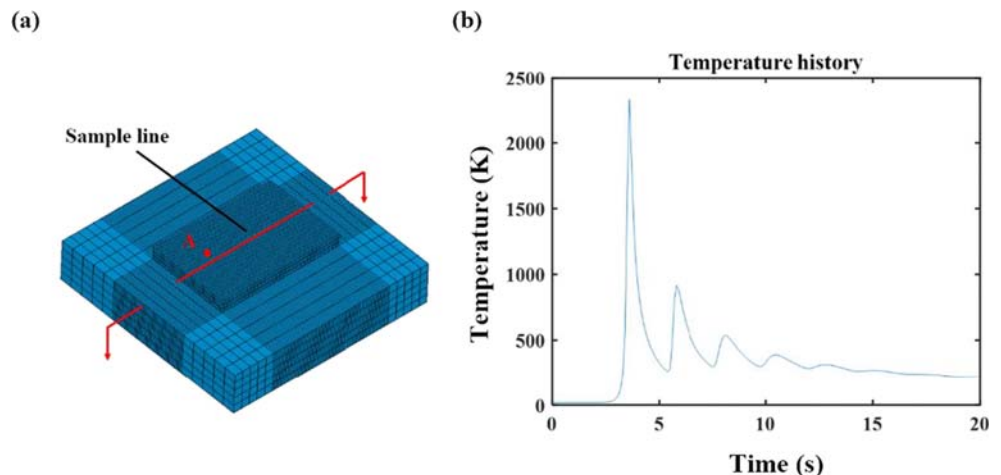 (a)
Sample line
A
(b)
Temperature history
Temperature (K)
2500
2000
1500
1000
500
0
0 5 10 15 20
Time (s)